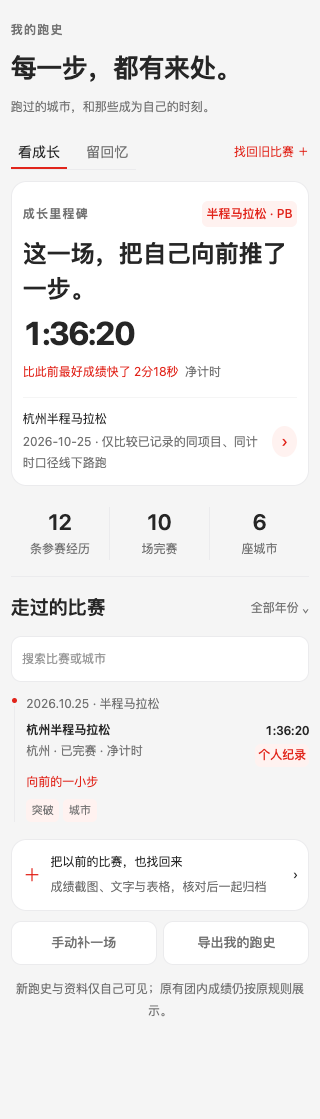 我的跑史
每一步，都有来处。
跑过的城市，和那些成为自己的时刻。
看成长 留回忆 找回旧比赛 ＋
成长里程碑 半程马拉松 · PB
这一场，把自己向前推了
一步。
1:36:20
比此前最好成绩快了 2分18秒 净计时
杭州半程马拉松
2026-10-25 · 仅比较已记录的同项目、同计
时口径线下路跑
12 10 6
条参赛经历 场完赛 座城市
走过的比赛 全部年份
搜索比赛或城市
2026.10.25 · 半程马拉松
杭州半程马拉松 1:36:20
杭州 · 已完赛 · 净计时 个人纪录
向前的一小步
突破 城市
把以前的比赛，也找回来
成绩截图、文字与表格，核对后一起归档
手动补一场 导出我的跑史
新跑史与资料仅自己可见；原有团内成绩仍按原规则展
示。